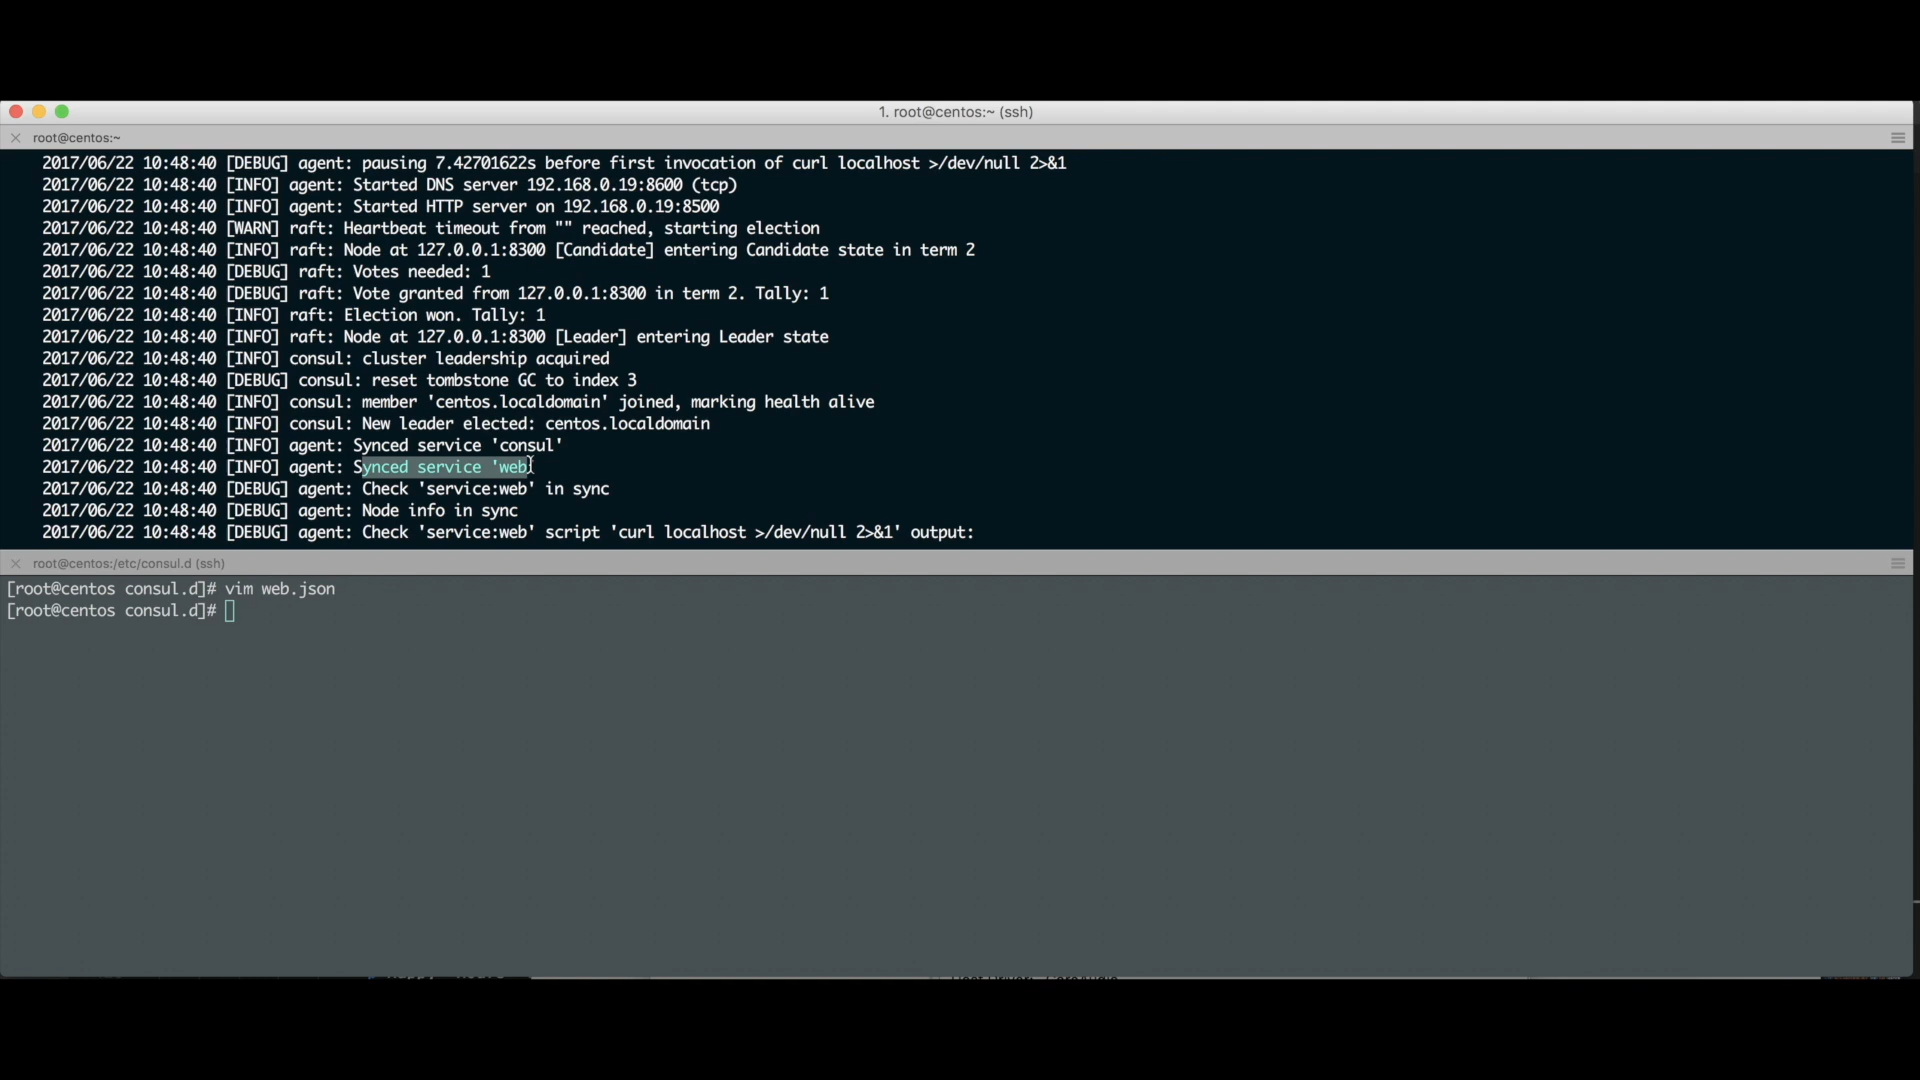 1. root@centos:~ (ssh)
root@centos:~
2017/06/22 10:48:40 [DEBUG] agent: pausing 7.42701622s before first invocation of curl localhost >/dev/null 2>&1
2017/06/22 10:48:40 [INFO] agent: Started DNS server 192.168.0.19:8600 (tcp)
2017/06/22 10:48:40 [INFO] agent: Started HTTP server on 192.168.0.19:8500
2017/06/22 10:48:40 [WARN] raft: Heartbeat timeout from "" reached, starting election
2017/06/22 10:48:40 [INFO] raft: Node at 127.0.0.1:8300 [Candidate] entering Candidate state in term 2
2017/06/22 10:48:40 [DEBUG] raft: Votes needed: 1
2017/06/22 10:48:40 [DEBUG] raft: Vote granted from 127.0.0.1:8300 in term 2. Tally: 1
2017/06/22 10:48:40 [INFO] raft: Election won. Tally: 1
2017/06/22 10:48:40 [INFO] raft: Node at 127.0.0.1:8300 [Leader] entering Leader state
2017/06/22 10:48:40 [INFO] consul: cluster leadership acquired
2017/06/22 10:48:40 [DEBUG] consul: reset tombstone GC to index 3
2017/06/22 10:48:40 [INFO] consul: member 'centos.localdomain' joined, marking health alive
2017/06/22 10:48:40 [INFO] consul: New leader elected: centos.localdomain
2017/06/22 10:48:40 [INFO] agent: Synced service 'consul'
2017/06/22 10:48:40 [INFO] agent: Synced service 'web'
2017/06/22 10:48:40 [DEBUG] agent: Check 'service:web' in sync
2017/06/22 10:48:40 [DEBUG] agent: Node info in sync
2017/06/22 10:48:48 [DEBUG] agent: Check 'service:web' script 'curl localhost >/dev/null 2>&1' output:
root@centos:/etc/consul.d (ssh)
[root@centos consul.d]# vim web.json
[root@centos consul.d]#